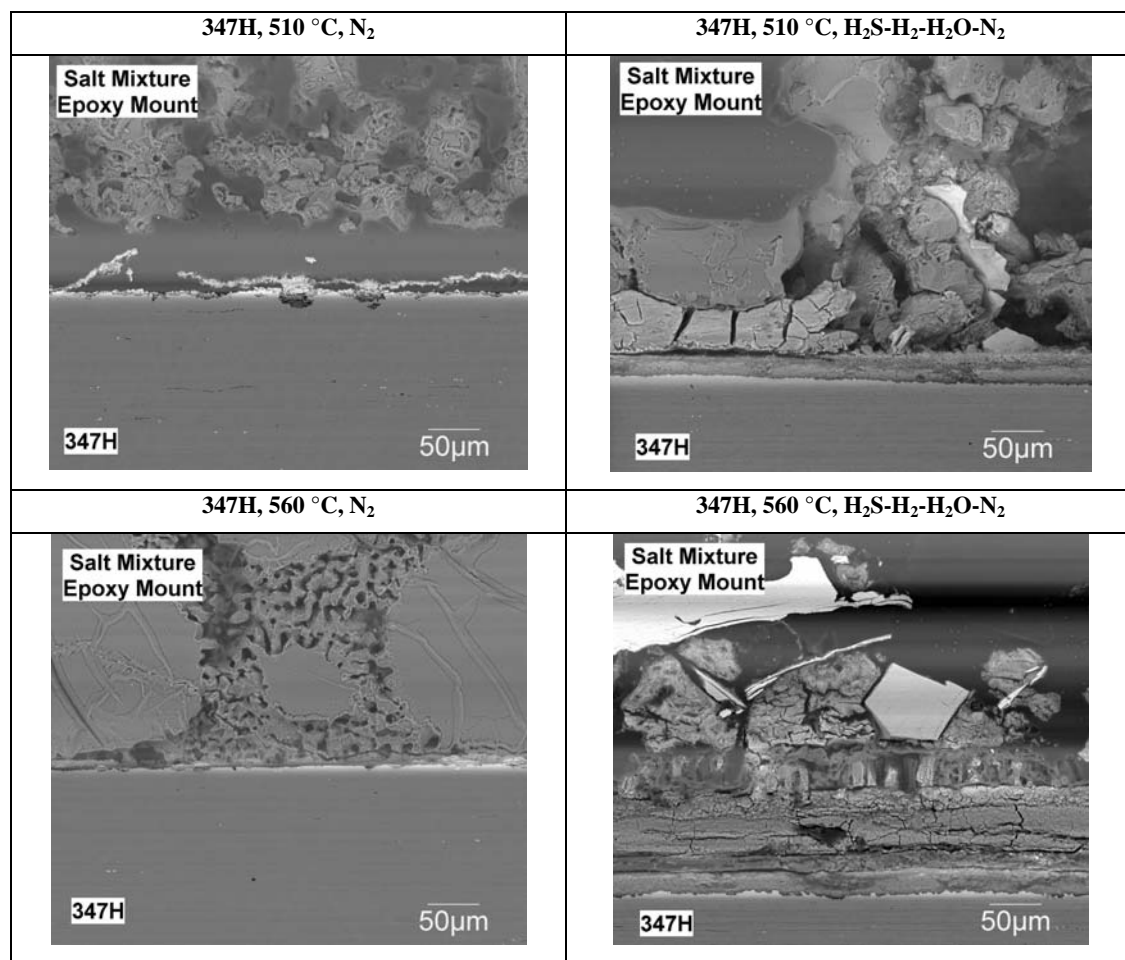 347H, 510 °C, N₂
347H, 510 °C, H₂S-H₂-H₂O-N₂
Salt Mixture
Epoxy Mount
347H
50µm
Salt Mixture
Epoxy Mount
347H
50µm
347H, 560 °C, N₂
347H, 560 °C, H₂S-H₂-H₂O-N₂
Salt Mixture
Epoxy Mount
347H
50µm
Salt Mixture
Epoxy Mount
347H
50µm